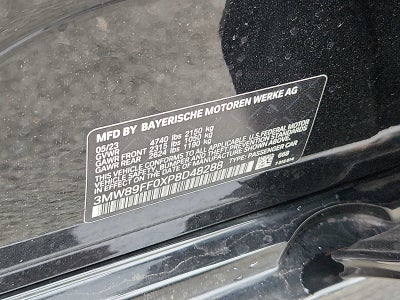 MFD BY BAYERISCHE MOTOREN WERKE AG
05/23
GVWR 4740 lbs 2150 kg
GAWR FRONT 2315 lbs 1050 kg
GAWR REAR 2624 lbs 1190 kg
THIS VEHICLE CONFORMS TO ALL APPLICABLE U.S. FEDERAL MOTOR
VEHICLE SAFETY, BUMPER, AND THEFT PREVENTION STANDARDS
IN EFFECT ON THE DATE OF MANUFACTURE SHOWN ABOVE.
3MW89FF0XP8D48288 TYPE: PASSENGER CAR
668